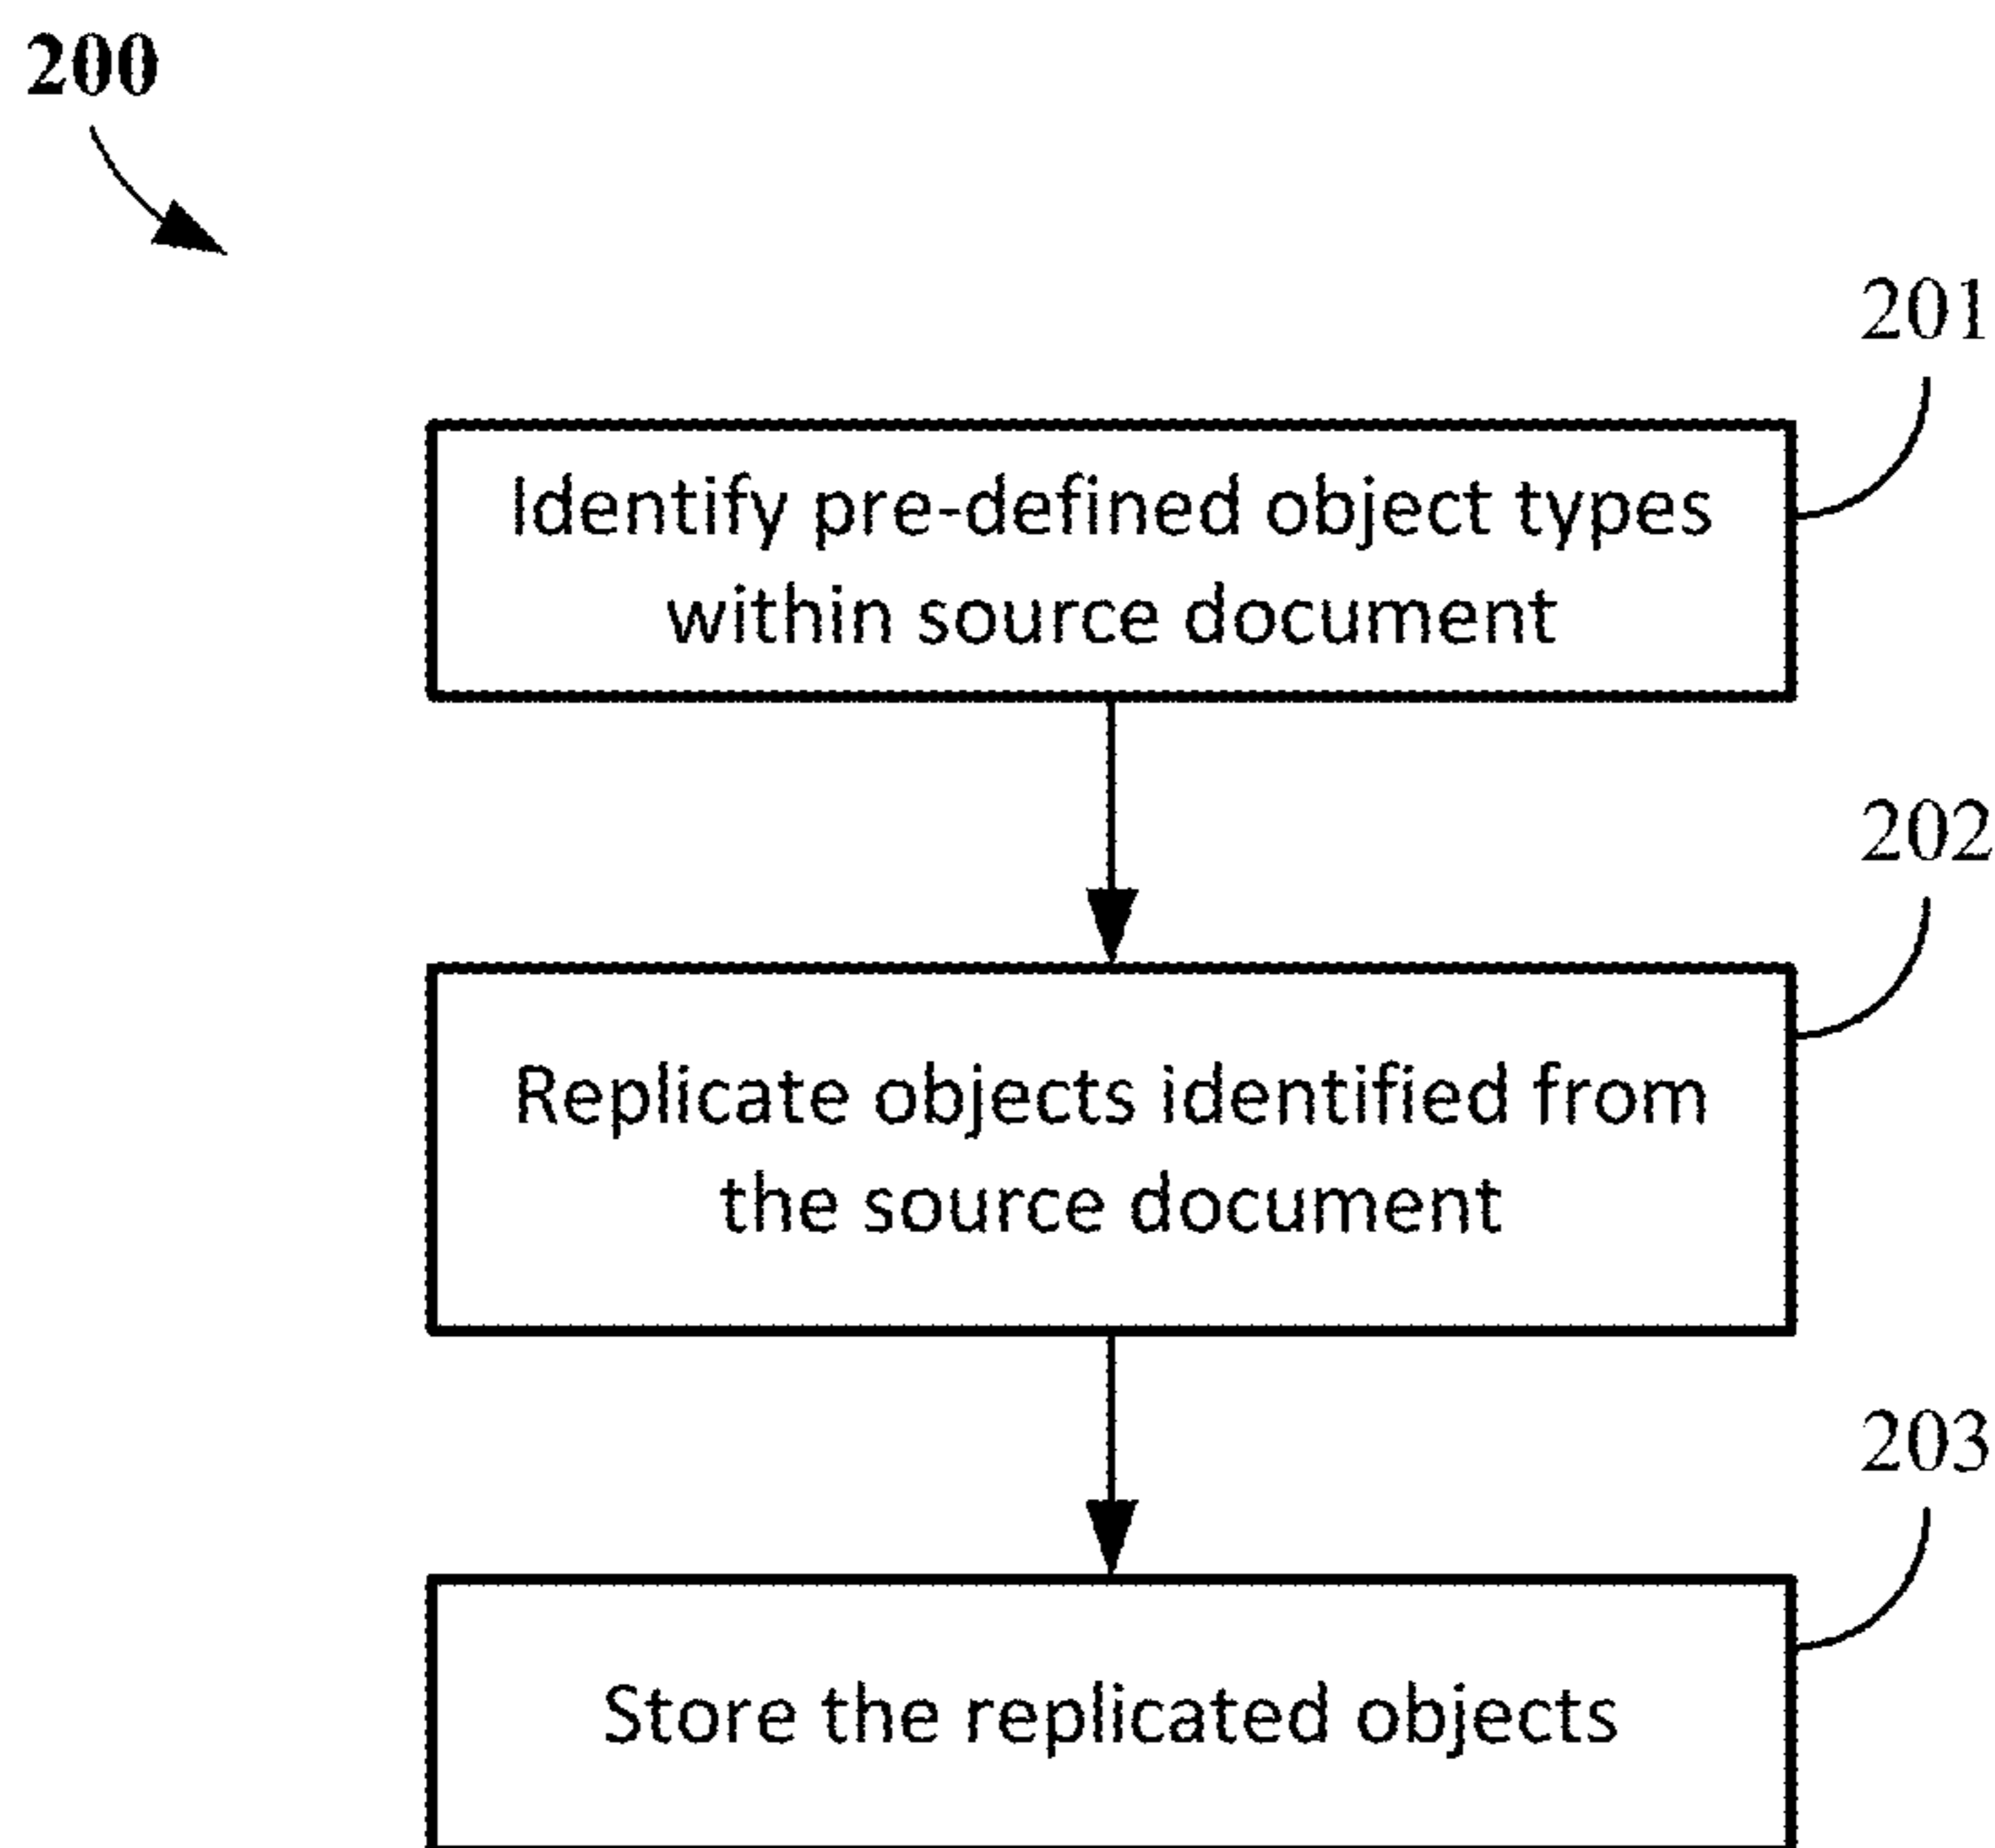 200
201
Identify pre-defined object types
within source document
202
Replicate objects identified from
the source document
203
Store the replicated objects